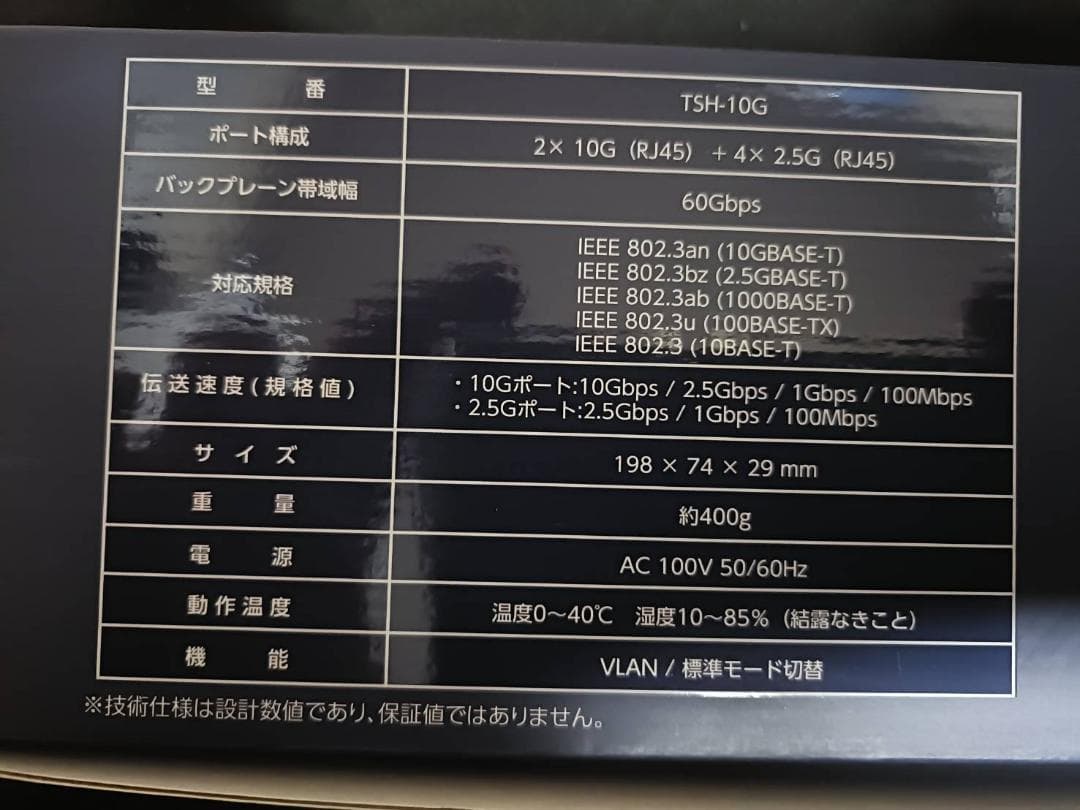 型番 TSH-10G
ポート構成 2× 10G（RJ45） + 4× 2.5G（RJ45）
バックプレーン帯域幅 60Gbps
対応規格
IEEE 802.3an (10GBASE-T)
IEEE 802.3bz (2.5GBASE-T)
IEEE 802.3ab (1000BASE-T)
IEEE 802.3u (100BASE-TX)
IEEE 802.3 (10BASE-T)
伝送速度(規格値)
・10Gポート:10Gbps / 2.5Gbps / 1Gbps / 100Mbps
・2.5Gポート:2.5Gbps / 1Gbps / 100Mbps
サイズ 198 × 74 × 29 mm
重量 約400g
電源 AC 100V 50/60Hz
動作温度 温度0～40℃ 湿度10～85%（結露なきこと）
機能 VLAN / 標準モード切替
※技術仕様は設計数値であり、保証値ではありません。